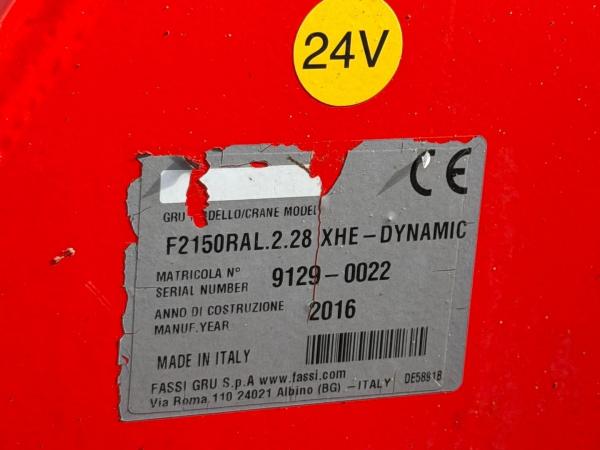 24V
CE
GRU MODELLO/CRANE MODEL
F2150RAL.2.28 XHE-DYNAMIC
MATRICOLA N° 9129-0022
SERIAL NUMBER
ANNO DI COSTRUZIONE 2016
MANUF.YEAR
MADE IN ITALY
FASSI GRU S.p.A www.fassi.com
Via Roma,110 24021 Albino (BG) -ITALY